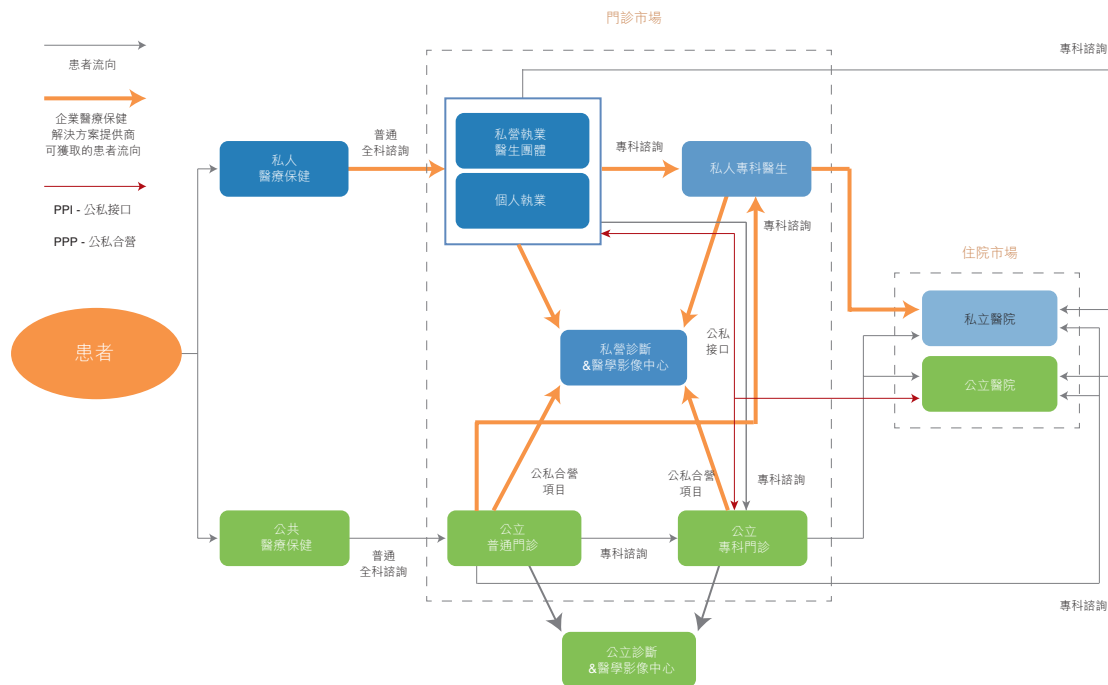 門診市場
患者流向
企業醫療保健
解決方案提供商
可獲取的患者流向
PPI - 公私接口
PPP - 公私合營
患者
私人
醫療保健
普通
全科諮詢
私營執業
醫生團體
個人執業
專科諮詢
私人專科醫生
專科諮詢
專科諮詢
住院市場
私立醫院
公立醫院
公私
接口
私營診斷
&醫學影像中心
公私合營
項目
公私合營
項目
專科諮詢
公共
醫療保健
普通
全科諮詢
公立
普通門診
專科諮詢
公立
專科門診
專科諮詢
公立診斷
&醫學影像中心